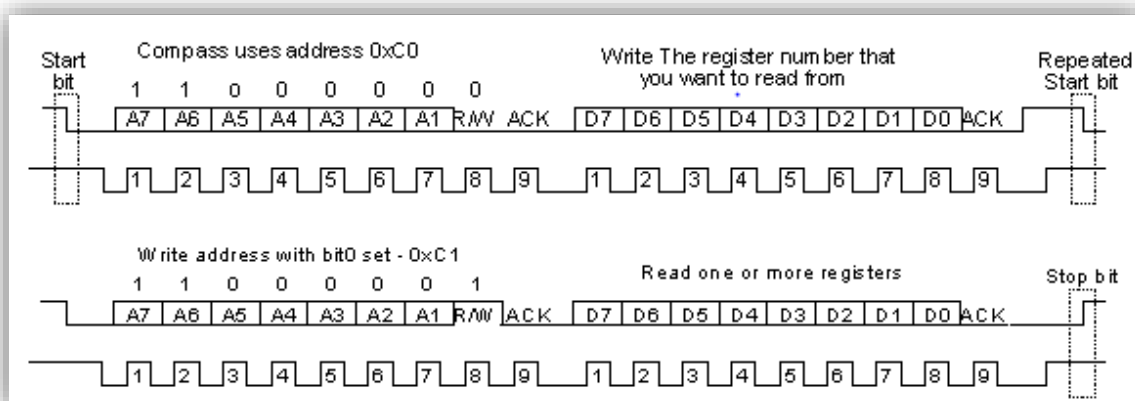 Compass uses address 0xC0
Write The register number that
you want to read from
Start
bit
Repeated
Start bit
1 1 0 0 0 0 0 0
A7 A6 A5 A4 A3 A2 A1 R/W ACK D7 D6 D5 D4 D3 D2 D1 D0 ACK
1 2 3 4 5 6 7 8 9 1 2 3 4 5 6 7 8 9
Write address with bit0 set - 0xC1
Read one or more registers
Stop bit
1 1 0 0 0 0 0 1
A7 A6 A5 A4 A3 A2 A1 R/W ACK D7 D6 D5 D4 D3 D2 D1 D0 ACK
1 2 3 4 5 6 7 8 9 1 2 3 4 5 6 7 8 9